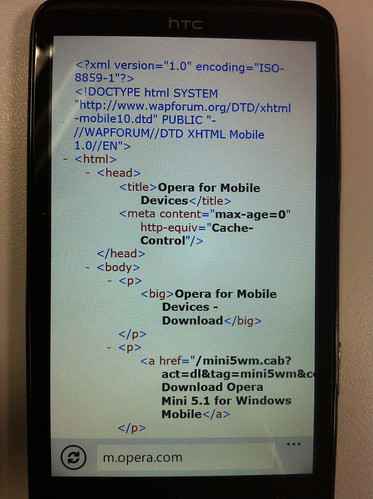 hTC
<?xml version="1.0" encoding="ISO-
8859-1"?>
<!DOCTYPE html SYSTEM
"http://www.wapforum.org/DTD/xhtml
-mobile10.dtd" PUBLIC "-
//WAPFORUM//DTD XHTML Mobile
1.0//EN">
- <html>
- <head>
<title>Opera for Mobile
Devices</title>
<meta content="max-age=0"
http-equiv="Cache-
Control"/>
</head>
- <body>
- <p>
<big>Opera for Mobile
Devices -
Download</big>
</p>
- <p>
<a href="/mini5wm.cab?
act=dl&tag=mini5wm&
Download Opera
Mini 5.1 for Windows
Mobile</a>
</p>
m.opera.com
...